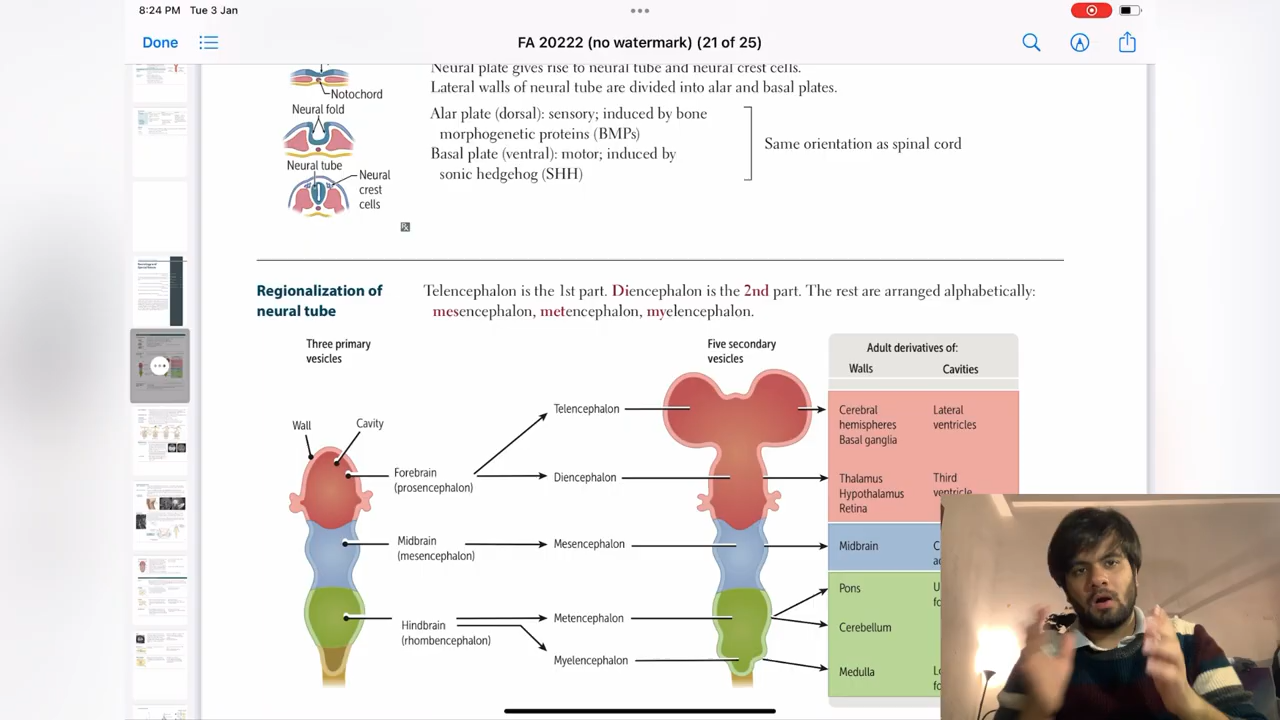 8:24 PM Tue 3 Jan
Done
FA 20222 (no watermark) (21 of 25)
Neural plate gives rise to neural tube and neural crest cells.
Lateral walls of neural tube are divided into alar and basal plates.
Notochord
Neural fold
Neural tube
Neural
crest
cells
Alar plate (dorsal): sensory; induced by bone
morphogenetic proteins (BMPs)
Basal plate (ventral): motor; induced by
sonic hedgehog (SHH)
Same orientation as spinal cord
Regionalization of
neural tube
Telencephalon is the 1st part. Diencephalon is the 2nd part. The rest are arranged alphabetically:
mesencephalon, metencephalon, myelencephalon.
Three primary
vesicles
Five secondary
vesicles
Adult derivatives of:
Walls
Cavities
Wall
Cavity
Forebrain
(prosencephalon)
Midbrain
(mesencephalon)
Hindbrain
(rhombencephalon)
Telencephalon
Diencephalon
Mesencephalon
Metencephalon
Myelencephalon
Cerebral
hemispheres
Basal ganglia
Lateral
ventricles
Thalamus
Hypothalamus
Retina
Third
ventricle
Midbrain
Pons
Cerebellum
Medulla